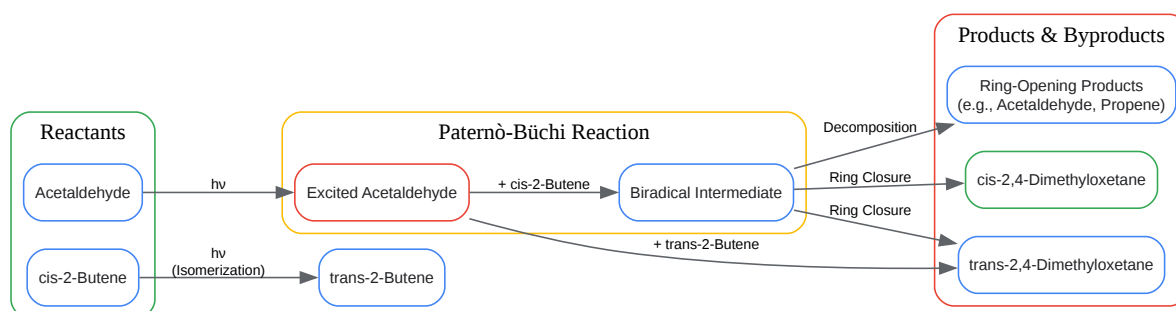 Reactants
Acetaldehyde
cis-2-Butene
hν
hν
(Isomerization)
trans-2-Butene
Paternò-Büchi Reaction
Excited Acetaldehyde
+ cis-2-Butene
Biradical Intermediate
+ trans-2-Butene
Decomposition
Ring Closure
Ring Closure
Products & Byproducts
Ring-Opening Products
(e.g., Acetaldehyde, Propene)
cis-2,4-Dimethyloxetane
trans-2,4-Dimethyloxetane